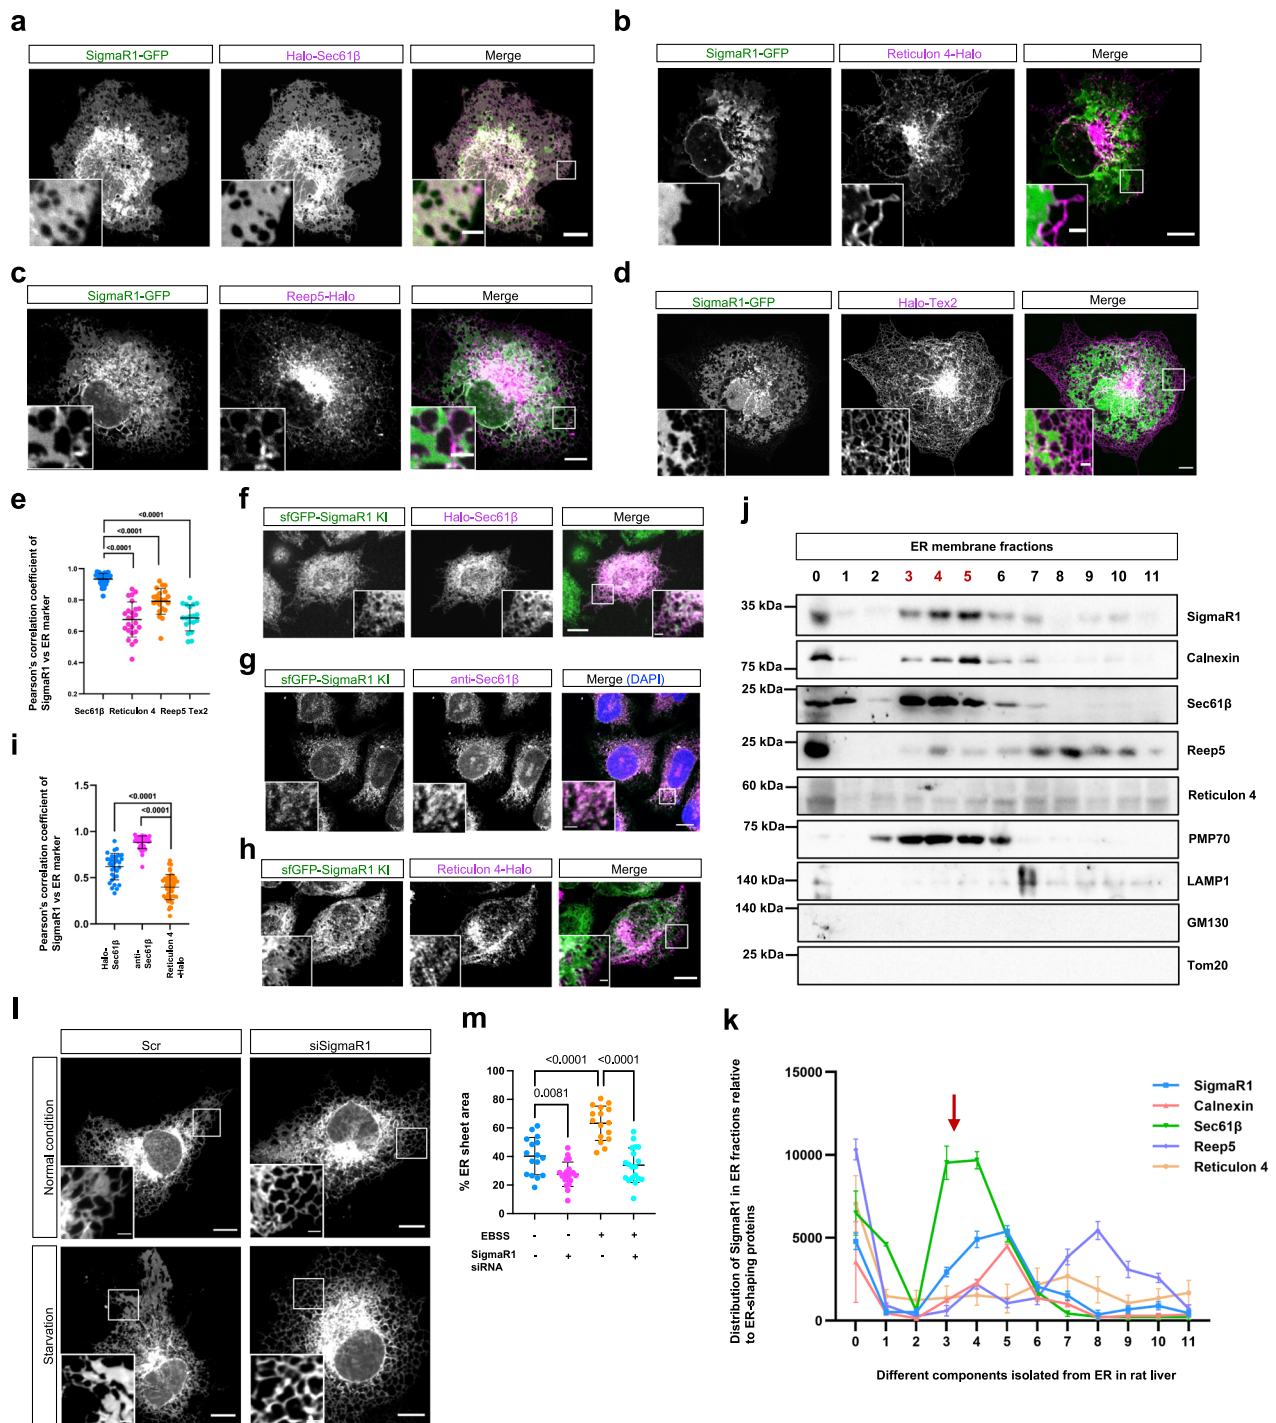 a
SigmaR1-GFP Halo-Sec61β Merge
b
SigmaR1-GFP Reticulon 4-Halo Merge
c
SigmaR1-GFP Reep5-Halo Merge
d
SigmaR1-GFP Halo-Tex2 Merge
e
Pearson's correlation coefficient of
SigmaR1 vs ER marker
1.0
0.8
0.6
0.4
0.2
<0.0001
<0.0001
<0.0001
Sec61β Reticulon 4 Reep5 Tex2
f
sfGFP-SigmaR1 KI Halo-Sec61β Merge
g
sfGFP-SigmaR1 KI anti-Sec61β Merge (DAPI)
h
sfGFP-SigmaR1 KI Reticulon 4-Halo Merge
i
Pearson's correlation coefficient of
SigmaR1 vs ER marker
1.5
1.0
0.5
0.0
<0.0001
<0.0001
Halo-
Sec61β
anti-
Sec61β
Reticulon 4
-Halo
j
ER membrane fractions
0 1 2 3 4 5 6 7 8 9 10 11
35 kDa SigmaR1
75 kDa Calnexin
25 kDa Sec61β
25 kDa Reep5
60 kDa Reticulon 4
75 kDa PMP70
140 kDa LAMP1
140 kDa GM130
25 kDa Tom20
l
Scr siSigmaR1
Normal condition
Starvation
m
% ER sheet area
100
80
60
40
20
0
<0.0001 <0.0001
0.0081
EBSS - - + +
SigmaR1
siRNA - + - +
k
Distribution of SigmaR1 in ER fractions relative
to ER-shaping proteins
15000
10000
5000
0
0 1 2 3 4 5 6 7 8 9 10 11
Different components isolated from ER in rat liver
SigmaR1
Calnexin
Sec61β
Reep5
Reticulon 4